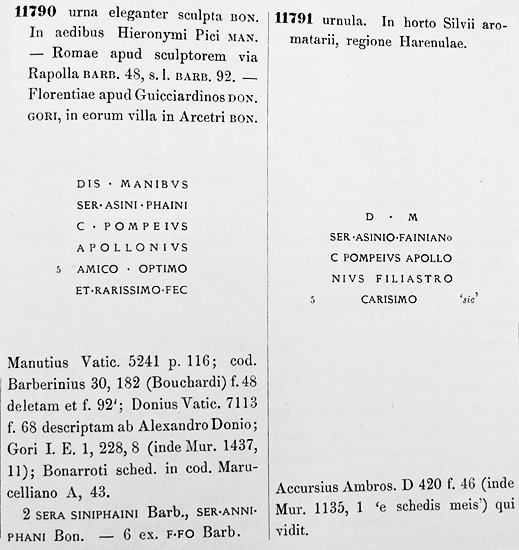 11790 urna eleganter sculpta BON.
In aedibus Hieronymi Pici MAN.
— Romae apud sculptorem via
Rapolla BARB. 48, s. l. BARB. 92. —
Florentiae apud Guicciardinos DON.
GORI, in eorum villa in Arcetri BON.
DIS · MANIBVS
SER · ASINI · PHAINI
C · POMPEIVS
APOLLONIVS
5 AMICO · OPTIMO
ET · RARISSIMO · FEC
Manutius Vatic. 5241 p. 116; cod.
Barberinius 30, 182 (Bouchardi) f. 48
deletam et f. 92'; Donius Vatic. 7113
f. 68 descriptam ab Alexandro Donio;
Gori I. E. 1, 228, 8 (inde Mur. 1437,
11); Bonarroti sched. in cod. Maru-
celliano A, 43.
2 SERA SINIPHAINI Barb., SER·ANNI·
PHANI Bon. — 6 ex. F·FO Barb.
11791 urnula. In horto Silvii aro-
matarii, regione Harenulae.
D · M
SER · ASINIO · FAINIANo
C POMPEIVS APOLLO
NIVS FILIASTRO
5 CARISIMO 'sic'
Accursius Ambros. D 420 f. 46 (inde
Mur. 1135, 1 'e schedis meis') qui
vidit.